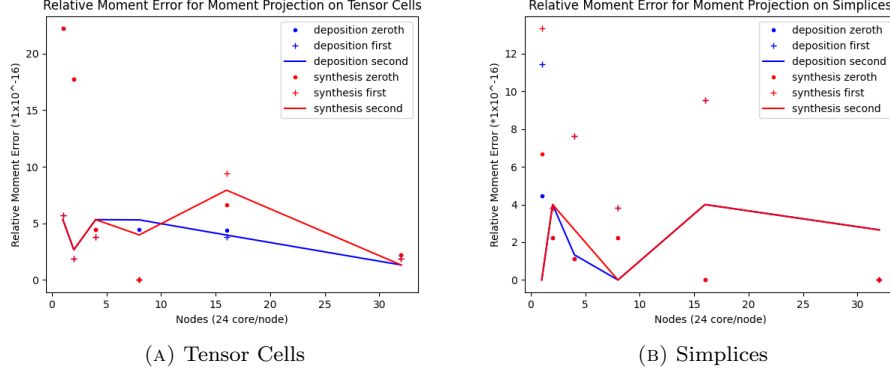 Relative Moment Error for Moment Projection on Tensor Cells
Relative Moment Error (*1x10^-16)
20
15
10
5
0
deposition zeroth
deposition first
deposition second
synthesis zeroth
synthesis first
synthesis second
0 5 10 15 20 25 30
Nodes (24 core/node)
(A) Tensor Cells
Relative Moment Error for Moment Projection on Simplices
Relative Moment Error (*1x10^-16)
12
10
8
6
4
2
0
deposition zeroth
deposition first
deposition second
synthesis zeroth
synthesis first
synthesis second
0 5 10 15 20 25 30
Nodes (24 core/node)
(B) Simplices